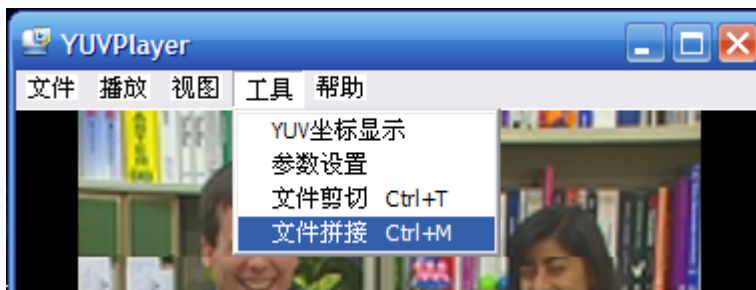 YUVPlayer
文件 播放 视图 工具 帮助
YUV坐标显示
参数设置
文件剪切 Ctrl+T
文件拼接 Ctrl+M